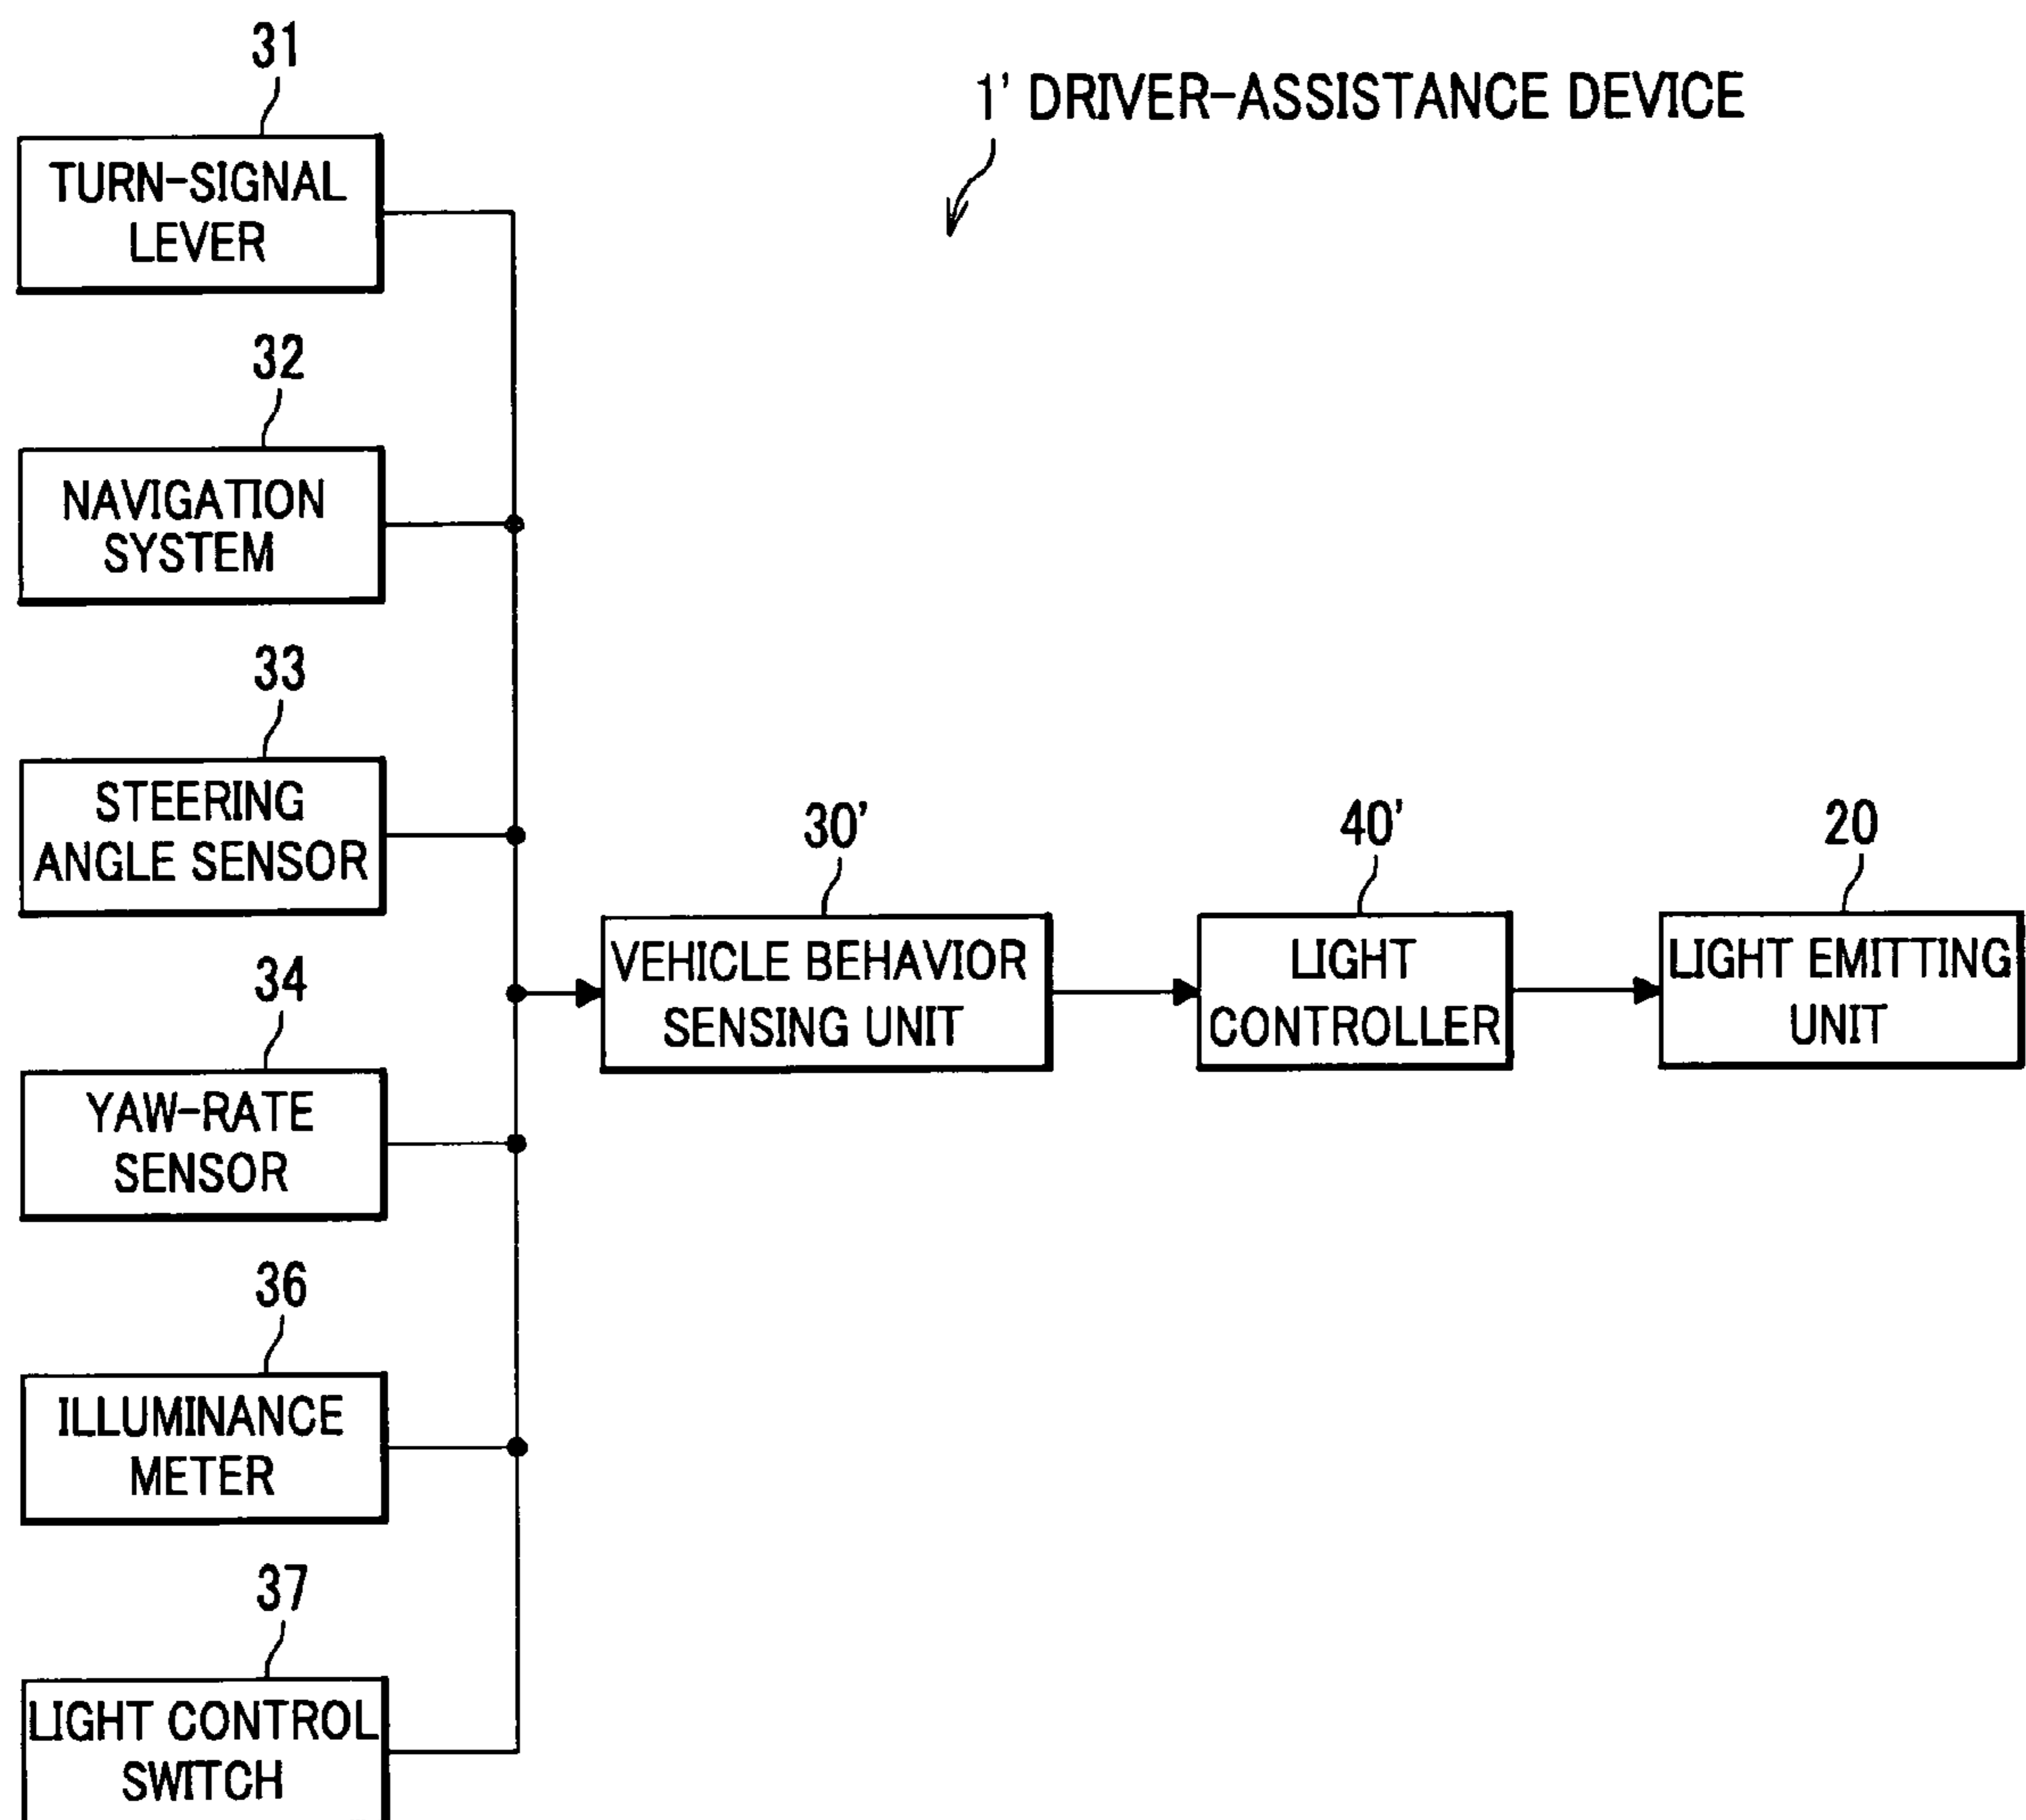 1' DRIVER-ASSISTANCE DEVICE
31
TURN-SIGNAL
LEVER
32
NAVIGATION
SYSTEM
33
STEERING
ANGLE SENSOR
34
YAW-RATE
SENSOR
36
ILLUMINANCE
METER
37
LIGHT CONTROL
SWITCH
30'
VEHICLE BEHAVIOR
SENSING UNIT
40'
LIGHT
CONTROLLER
20
LIGHT EMITTING
UNIT